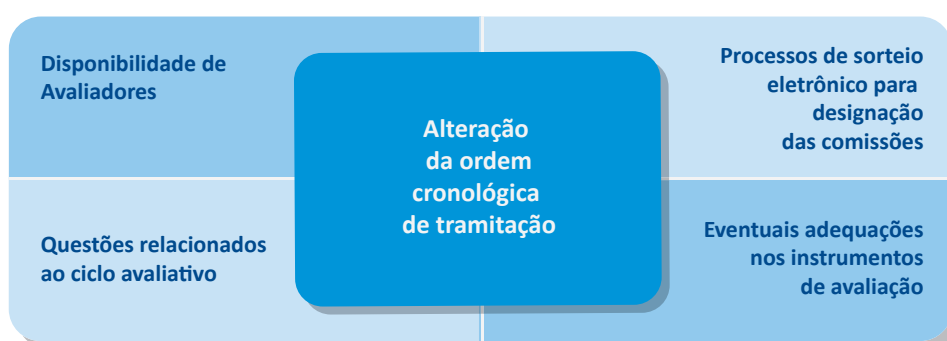 Disponibilidade de
Avaliadores
Processos de sorteio
eletrônico para
designação
das comissões
Alteração
da ordem
cronológica
de tramitação
Questões relacionados
ao ciclo avaliativo
Eventuais adequações
nos instrumentos
de avaliação